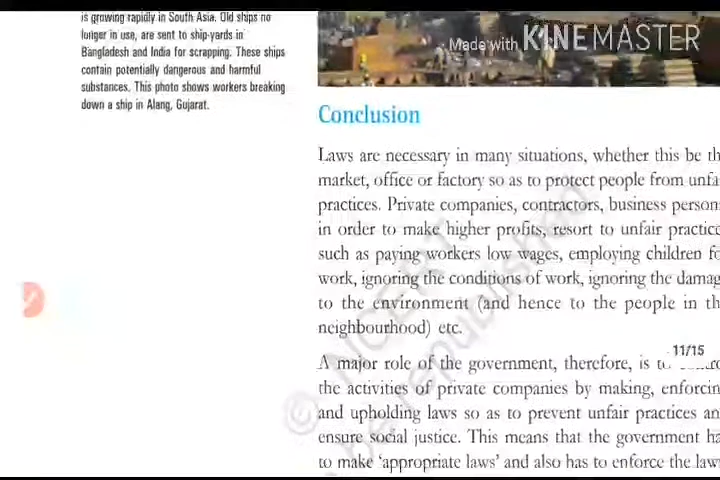 is growing rapidly in South Asia. Old ships no
longer in use, are sent to ship-yards in
Bangladesh and India for scrapping. These ships
contain potentially dangerous and harmful
substances. This photo shows workers breaking
down a ship in Alang, Gujarat.
Made with KINEMASTER
Conclusion
Laws are necessary in many situations, whether this be th
market, office or factory so as to protect people from unfai
practices. Private companies, contractors, business person
in order to make higher profits, resort to unfair practice
such as paying workers low wages, employing children fo
work, ignoring the conditions of work, ignoring the damag
to the environment (and hence to the people in th
neighbourhood) etc.
11/15
A major role of the government, therefore, is
the activities of private companies by making, enforcin
and upholding laws so as to prevent unfair practices an
ensure social justice. This means that the government ha
to make ‘appropriate laws’ and also has to enforce the law
© NCERT
be republished